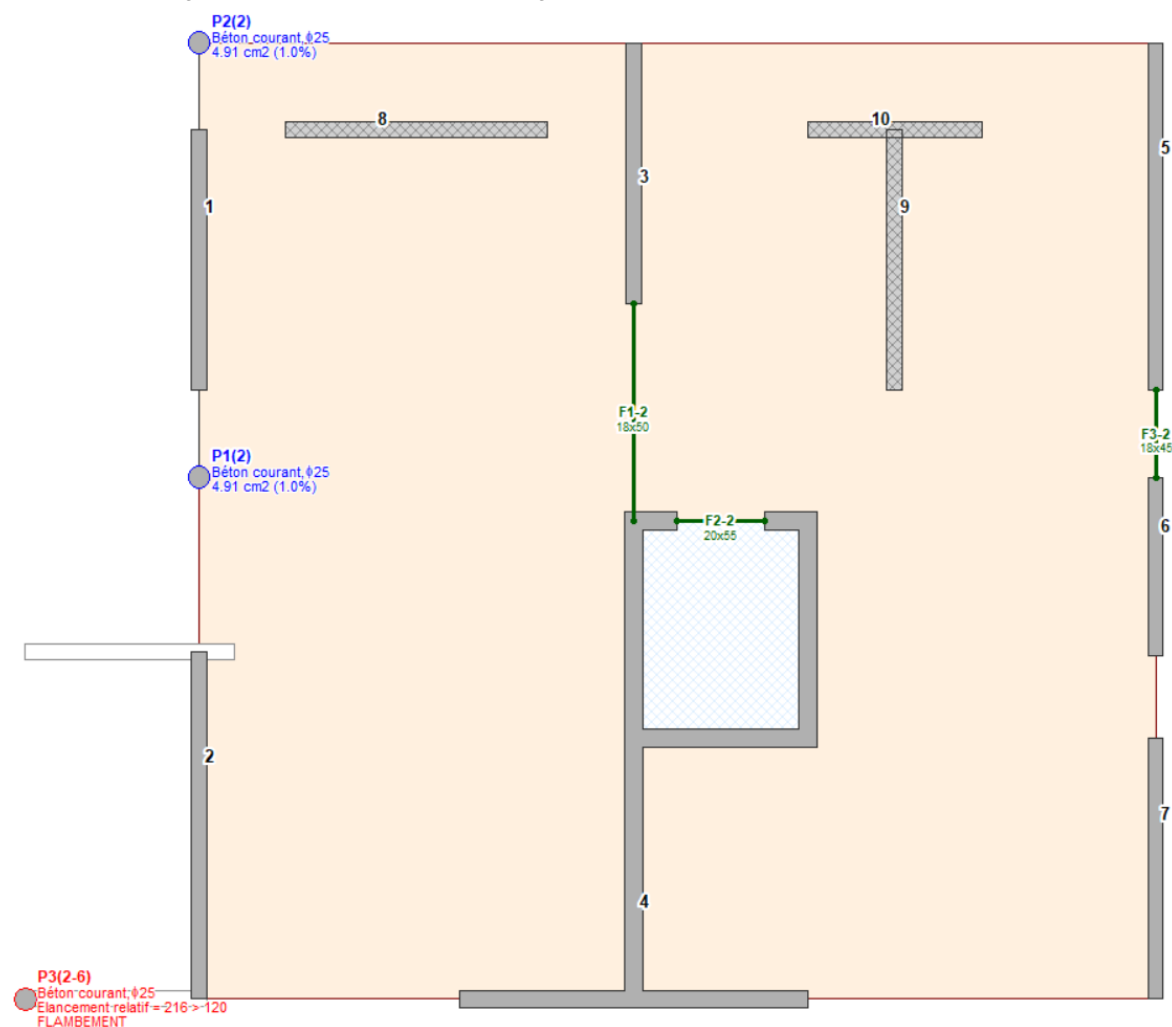 P2(2)
Béton courant,ϕ25
4.91 cm2 (1.0%)
8
10
5
3
1
9
F1-2
18x50
F3-2
18x45
P1(2)
Béton courant,ϕ25
4.91 cm2 (1.0%)
F2-2
20x55
6
2
7
4
P3(2-6)
Béton courant,ϕ25
Elancement relatif = 216 > 120
FLAMBEMENT